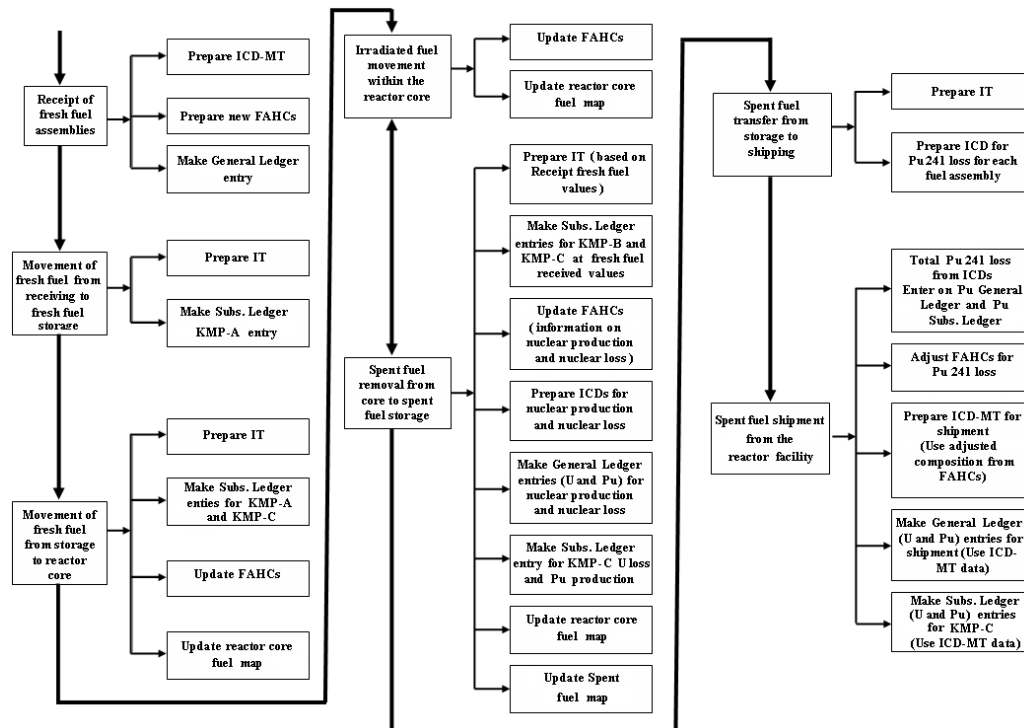 Receipt of
fresh fuel
assemblies
Prepare ICD-MT
Prepare new FAHCs
Make General Ledger
entry
Movement of
fresh fuel from
receiving to
fresh fuel
storage
Prepare IT
Make Subs. Ledger
KMP-A entry
Movement of
fresh fuel
from storage
to reactor
core
Prepare IT
Make Subs. Ledger
enties for KMP-A
and KMP-C
Update FAHCs
Update reactor core
fuel map
Irradiated fuel
movement
within the
reactor core
Update FAHCs
Update reactor core
fuel map
Spent fuel
removal from
core to spent
fuel storage
Prepare IT (based on
Receipt fresh fuel
values)
Make Subs. Ledger
entries for KMP-B and
KMP-C at fresh fuel
received values
Update FAHCs
(information on
nuclear production
and nuclear loss)
Prepare ICDs for
nuclear production
and nuclear loss
Make General Ledger
entries (U and Pu) for
nuclear production
and nuclear loss
Make Subs. Ledger
entry for KMP-C U loss
and Pu production
Update reactor core
fuel map
Update Spent
fuel map
Spent fuel
transfer from
storage to
shipping
Prepare IT
Prepare ICD for
Pu 241 loss for each
fuel assembly
Spent fuel shipment
from the
reactor facility
Total Pu 241 loss
from ICDs
Enter on Pu General
Ledger and Pu
Subs. Ledger
Adjust FAHCs for
Pu 241 loss
Prepare ICD-MT for
shipment
(Use adjusted
composition from
FAHCs)
Make General Ledger
(U and Pu) entries for
shipment (Use ICD-
MT data)
Make Subs. Ledger
(U and Pu) entries
for KMP-C
(Use ICD-MT data)